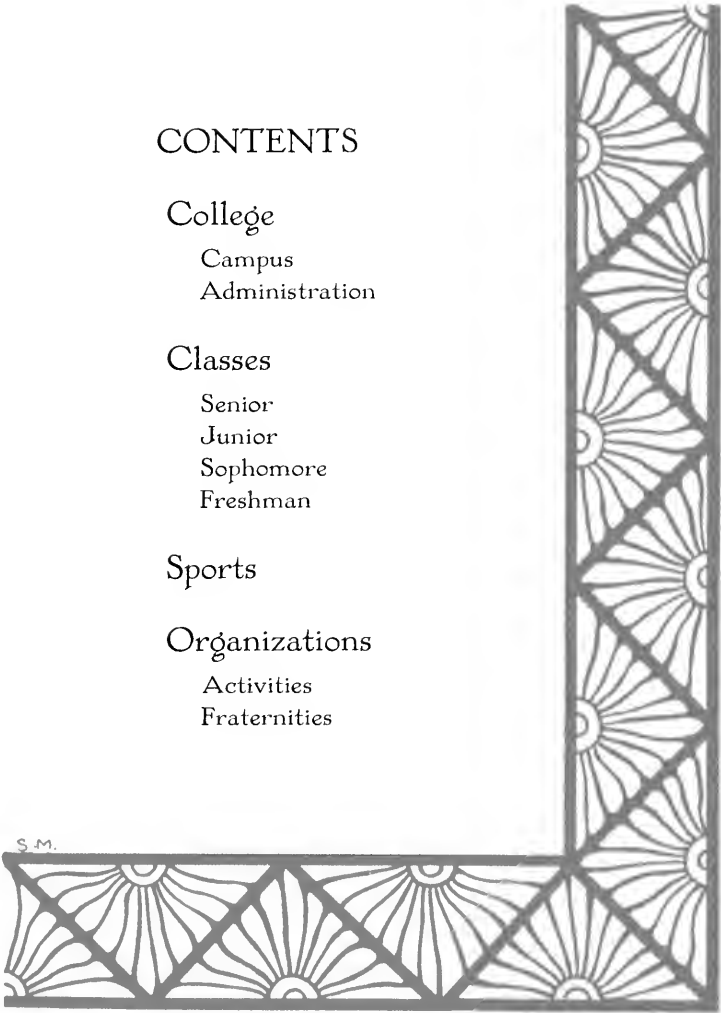 CONTENTS
College
Campus
Administration
Classes
Senior
Junior
Sophomore
Freshman
Sports
Organizations
Activities
Fraternities
S.M.